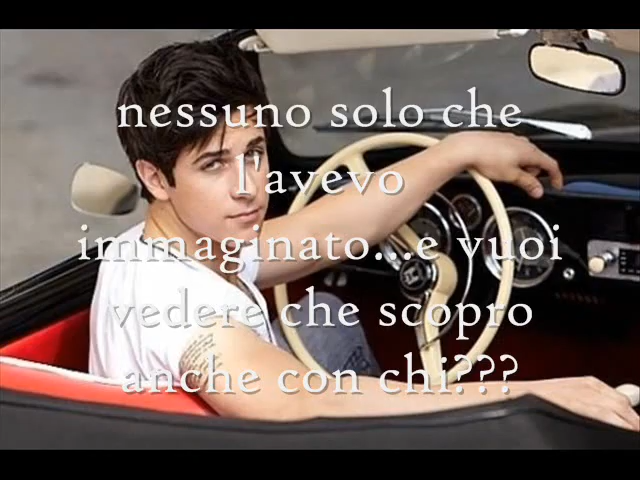 nessuno solo che
l'avevo
immaginato...e vuoi
vedere che scopro
anche con chi???